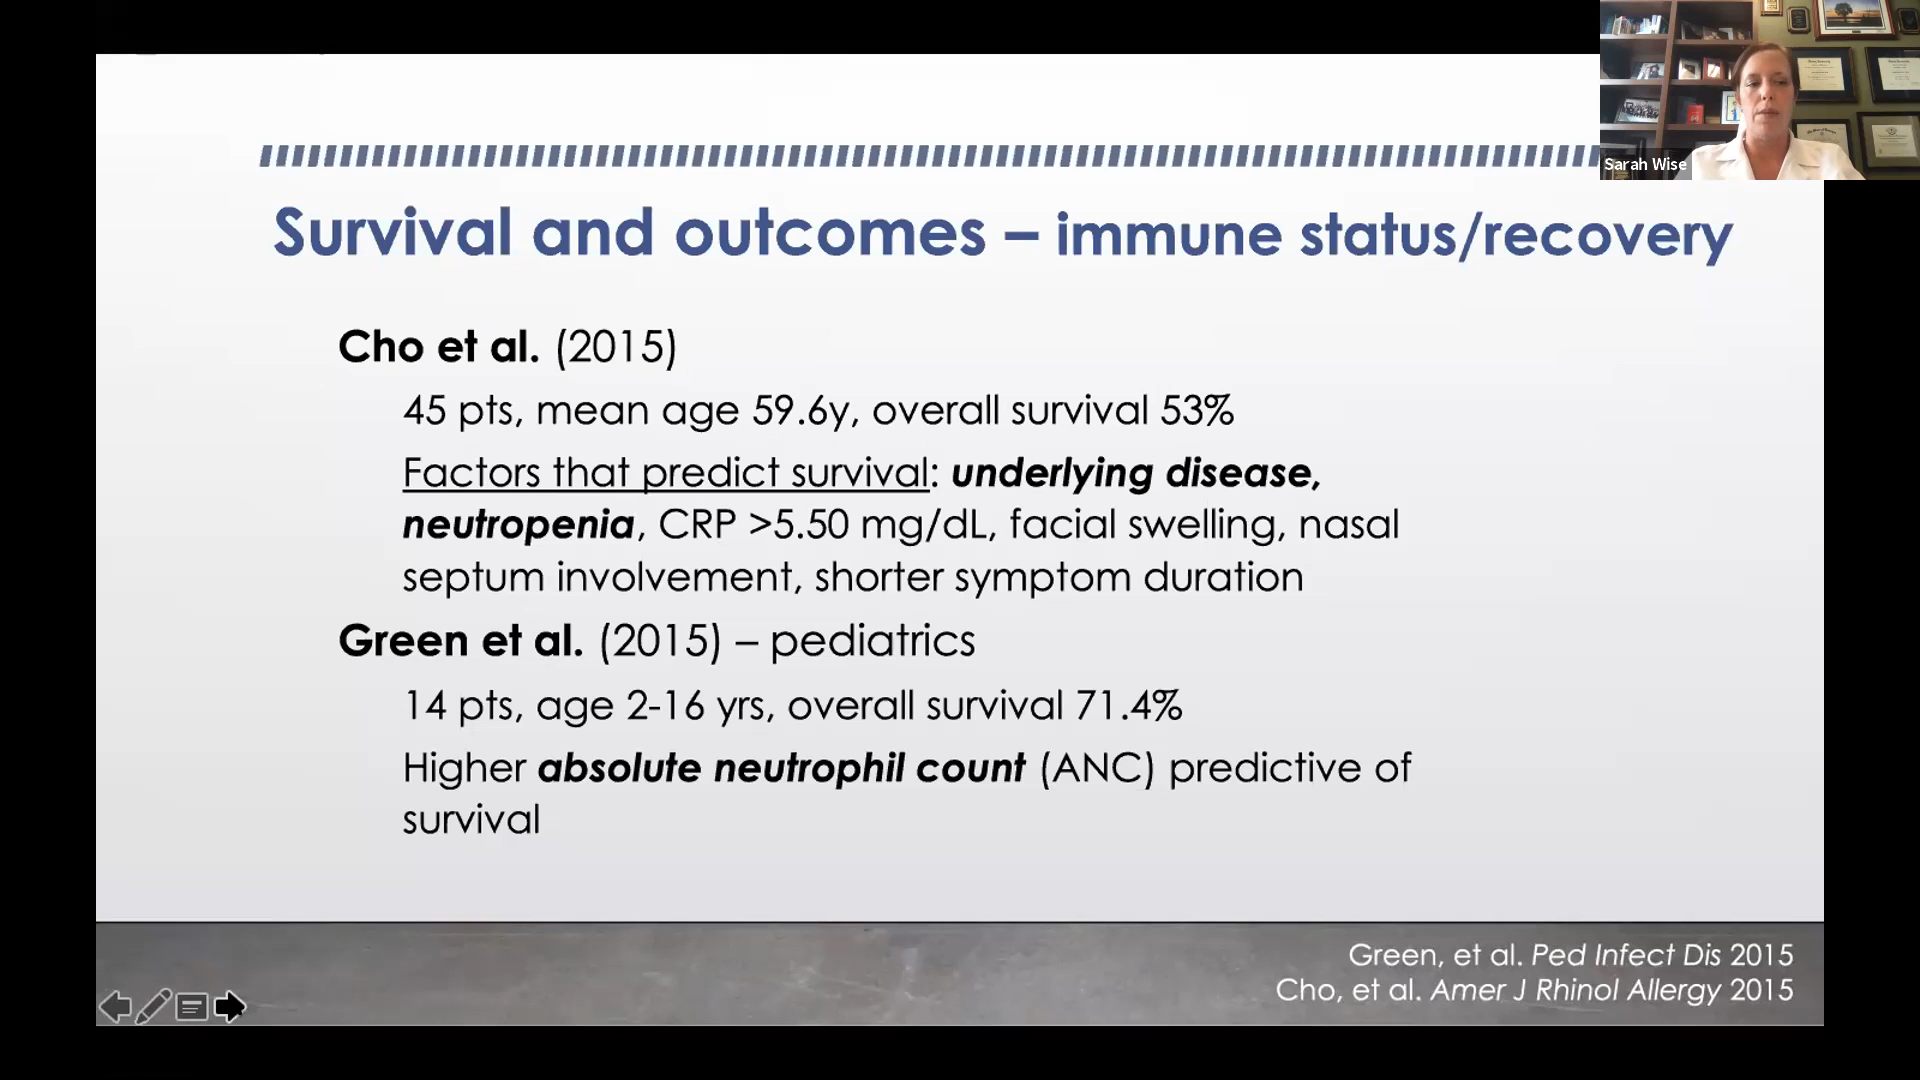 Sarah Wise
Survival and outcomes – immune status/recovery
Cho et al. (2015)
45 pts, mean age 59.6y, overall survival 53%
Factors that predict survival: underlying disease,
neutropenia, CRP >5.50 mg/dL, facial swelling, nasal
septum involvement, shorter symptom duration
Green et al. (2015) – pediatrics
14 pts, age 2-16 yrs, overall survival 71.4%
Higher absolute neutrophil count (ANC) predictive of
survival
Green, et al. Ped Infect Dis 2015
Cho, et al. Amer J Rhinol Allergy 2015